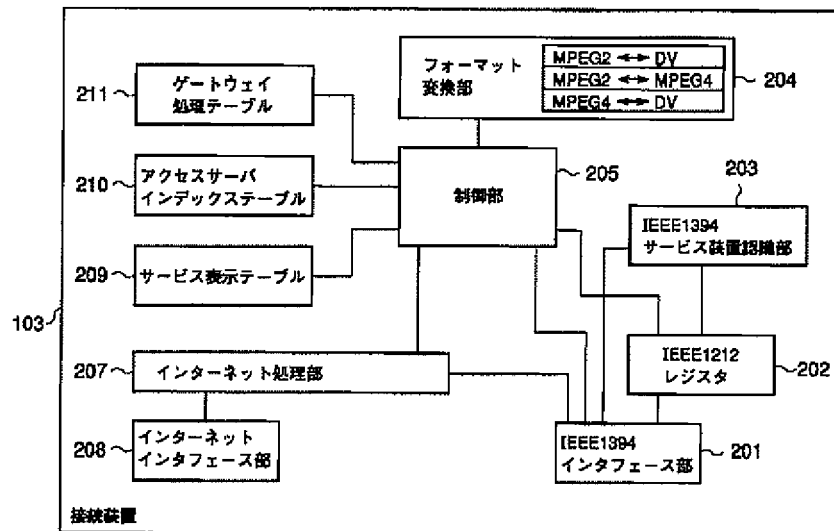 211
ゲートウェイ
処理テーブル
フォーマット
変換部
MPEG2 ↔ DV
MPEG2 ↔ MPEG4
MPEG4 ↔ DV
204
210
アクセスサーバ
インデックステーブル
制御部
205
203
IEEE1394
サービス装置認識部
209
サービス表示テーブル
103
207
インターネット処理部
IEEE1212
レジスタ
202
208
インターネット
インタフェース部
IEEE1394
インタフェース部
201
接続装置